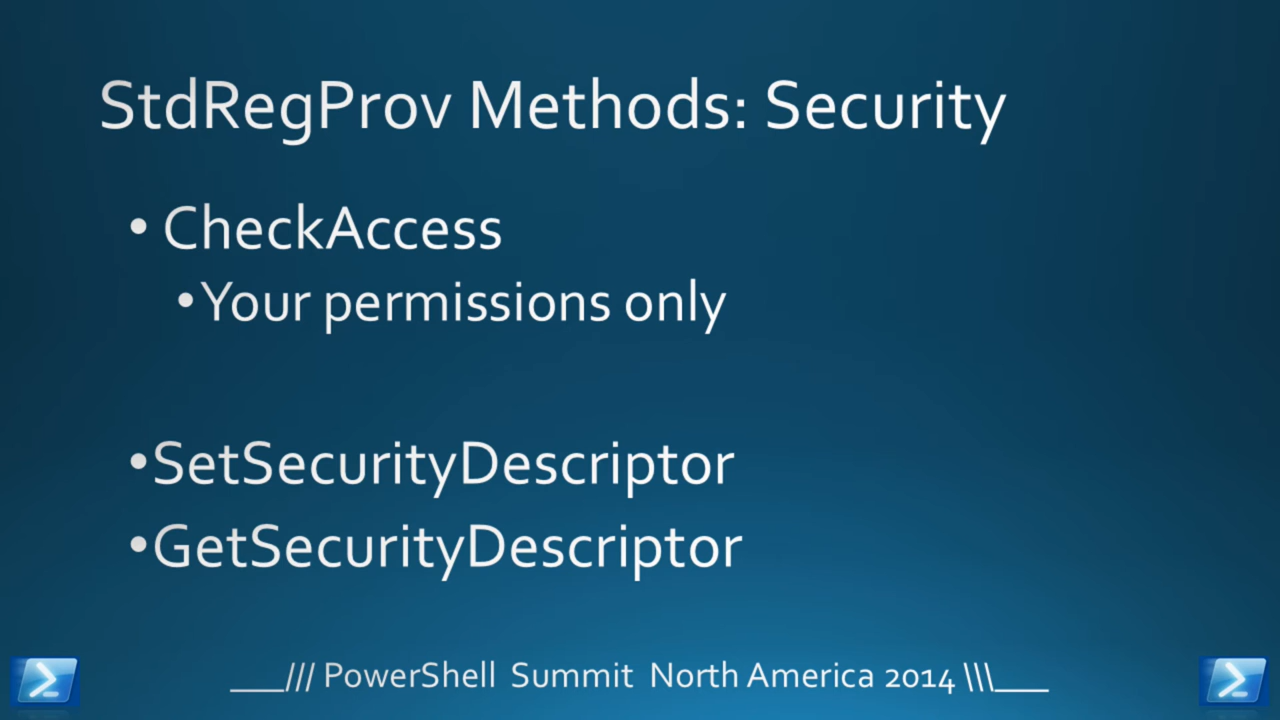 StdRegProv Methods: Security
• CheckAccess
•Your permissions only
•SetSecurityDescriptor
•GetSecurityDescriptor
___/// PowerShell Summit North America 2014 \\\___